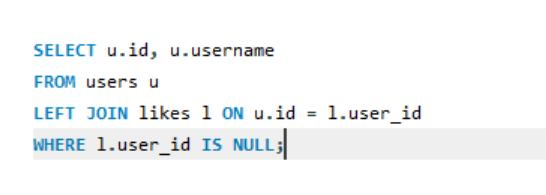 SELECT u.id, u.username
FROM users u
LEFT JOIN likes l ON u.id = l.user_id
WHERE l.user_id IS NULL;